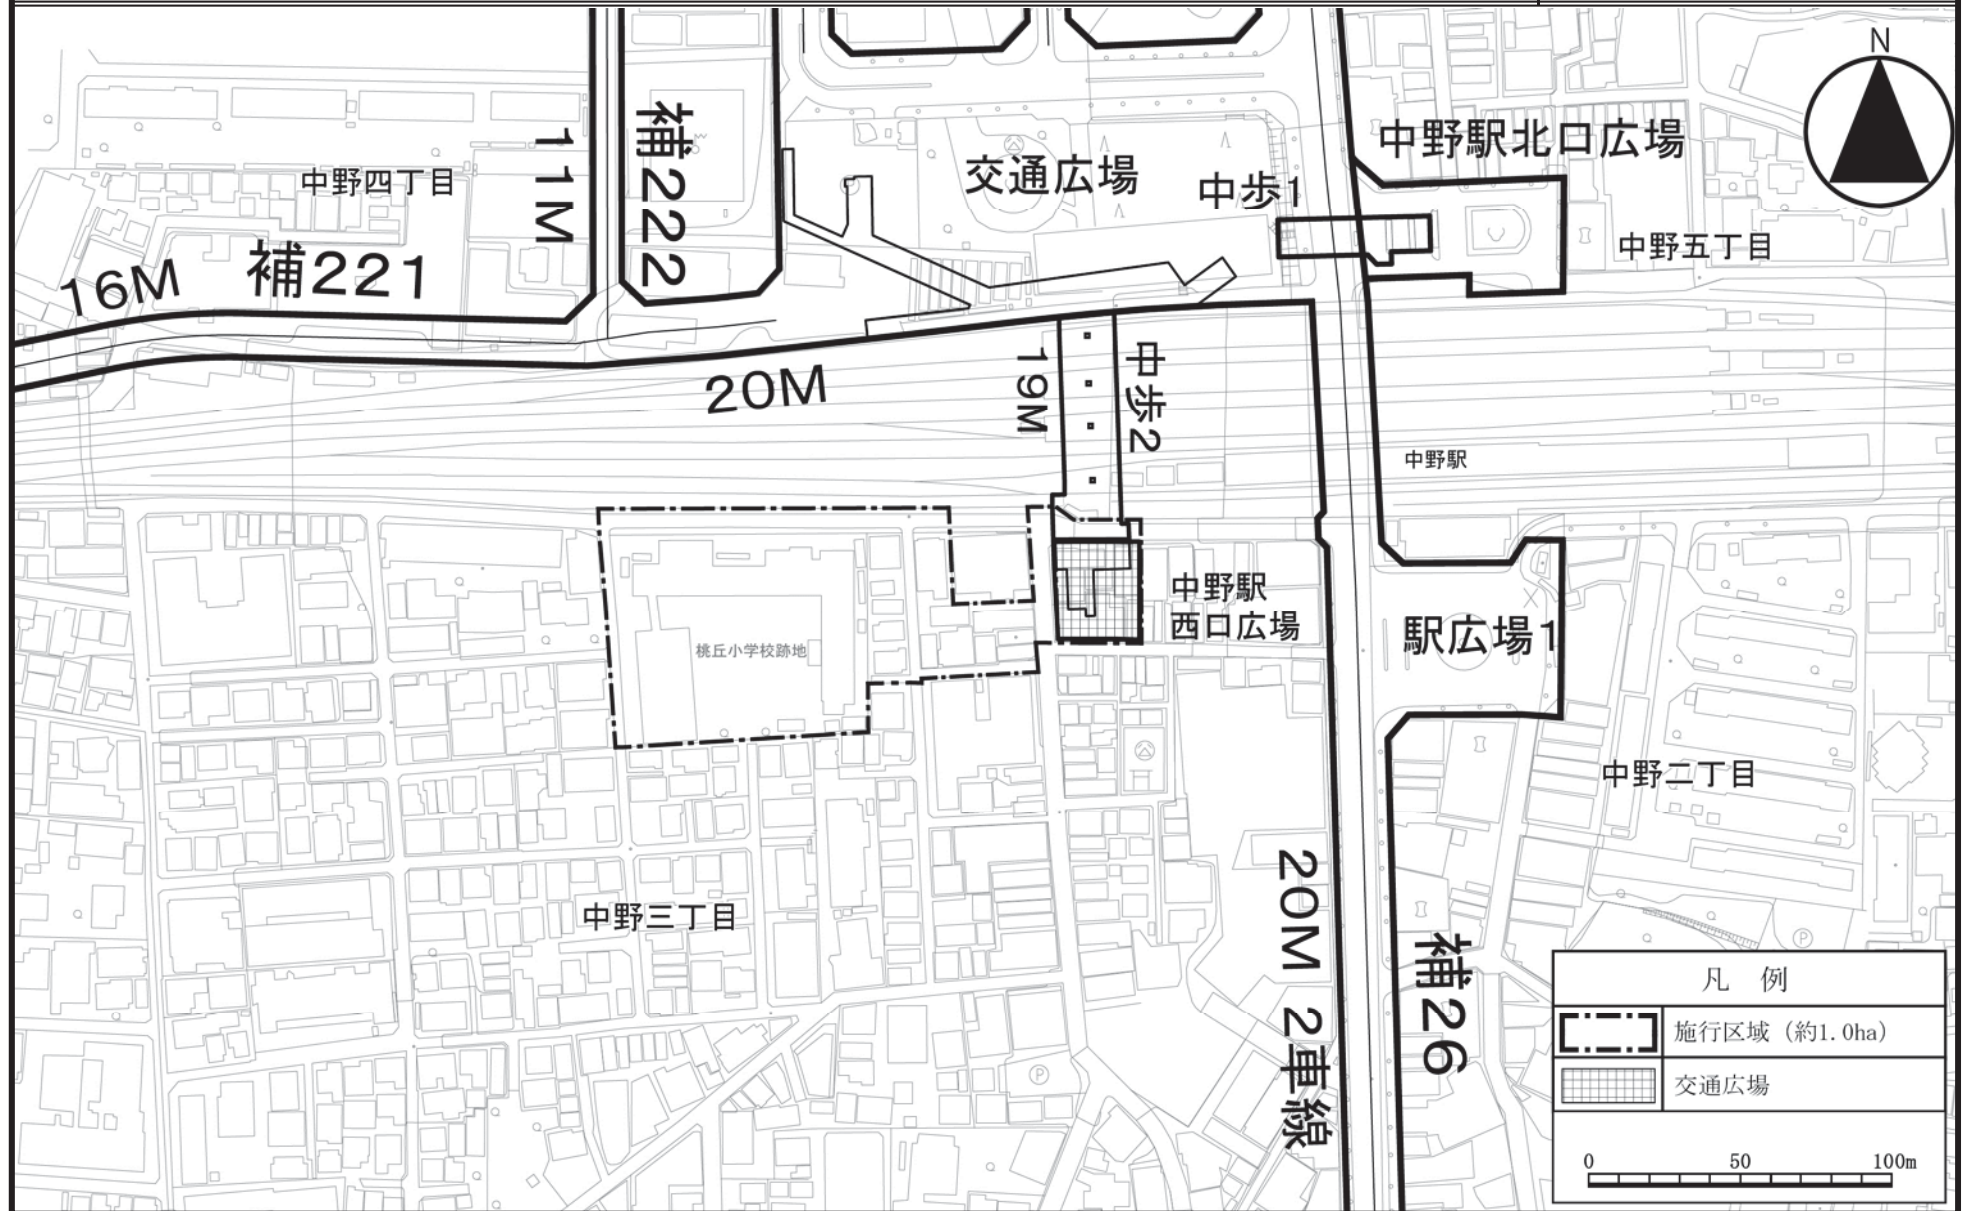 N
中野駅北口広場
交通広場
中歩1
中野四丁目
11M
補222
中野五丁目
16M
補221
20M
19M
中歩2
中野駅
中野駅
西口広場
駅広場1
桃丘小学校跡地
中野二丁目
中野三丁目
20M 2車線
補26
P
P
凡 例
施行区域（約1.0ha）
交通広場
0 50 100m